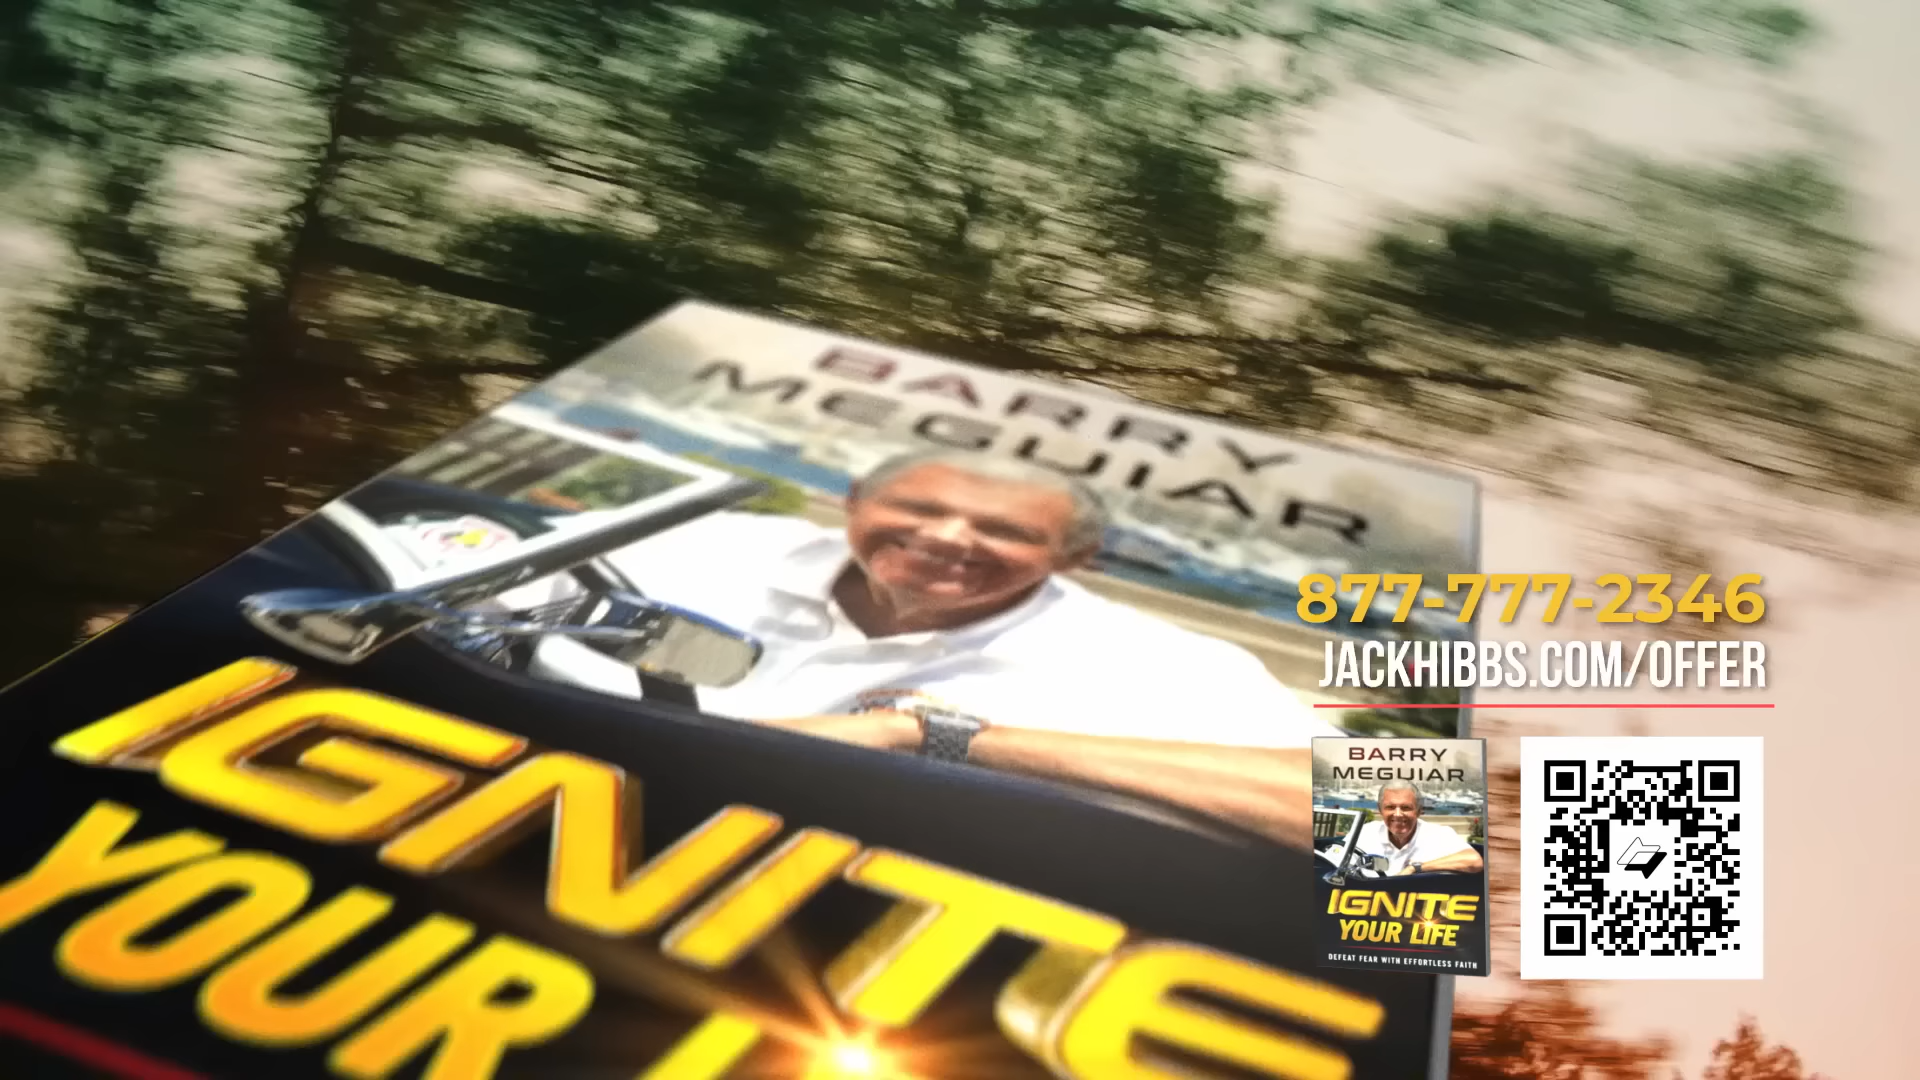 BARRY
MEGUIAR
IGNITE
YOUR
877-777-2346
JACKHIBBS.COM/OFFER
BARRY
MEGUIAR
IGNITE
YOUR LIFE
DEFEAT FEAR WITH EFFORTLESS FAITH